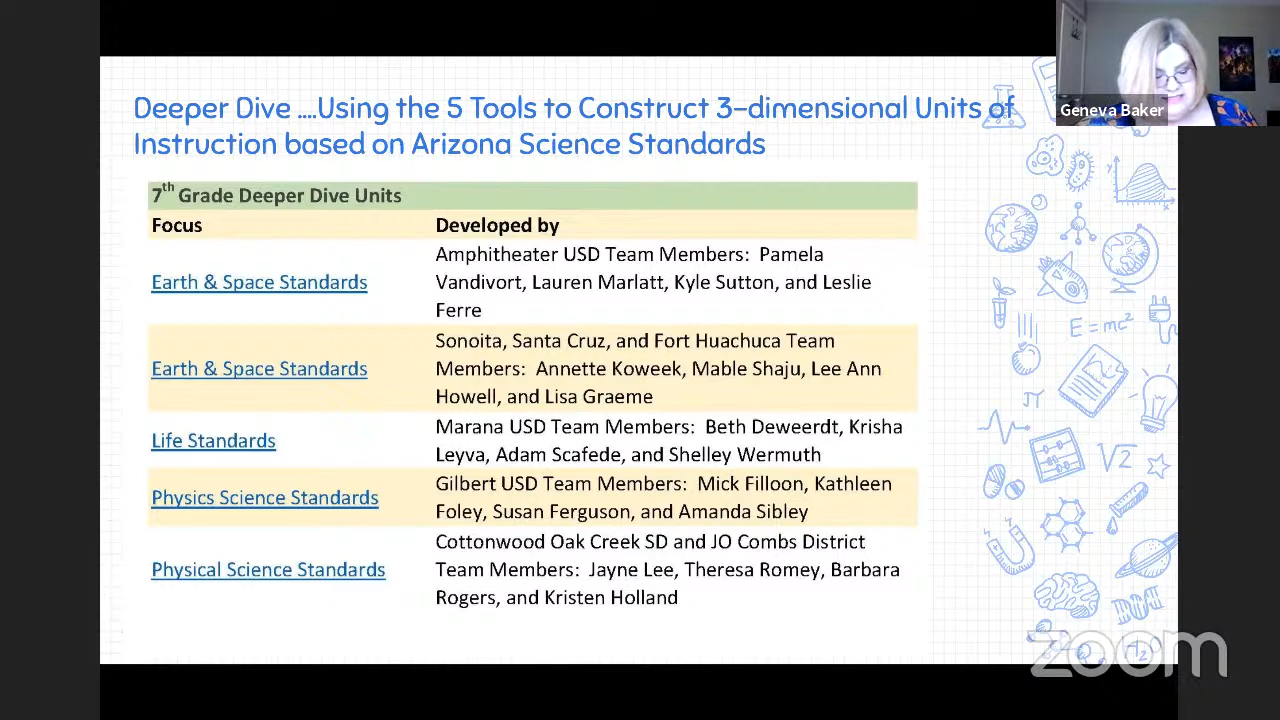 Deeper Dive ....Using the 5 Tools to Construct 3-dimensional Units of
Instruction based on Arizona Science Standards
Geneva Baker
7th Grade Deeper Dive Units
Focus
Developed by
Earth & Space Standards
Amphitheater USD Team Members: Pamela
Vandivort, Lauren Marlatt, Kyle Sutton, and Leslie
Ferre
Earth & Space Standards
Sonoita, Santa Cruz, and Fort Huachuca Team
Members: Annette Koweek, Mable Shaju, Lee Ann
Howell, and Lisa Graeme
Life Standards
Marana USD Team Members: Beth Deweerdt, Krisha
Leyva, Adam Scafede, and Shelley Wermuth
Physics Science Standards
Gilbert USD Team Members: Mick Filloon, Kathleen
Foley, Susan Ferguson, and Amanda Sibley
Physical Science Standards
Cottonwood Oak Creek SD and JO Combs District
Team Members: Jayne Lee, Theresa Romey, Barbara
Rogers, and Kristen Holland
E=mc²
π
√2
H₂O
zoom